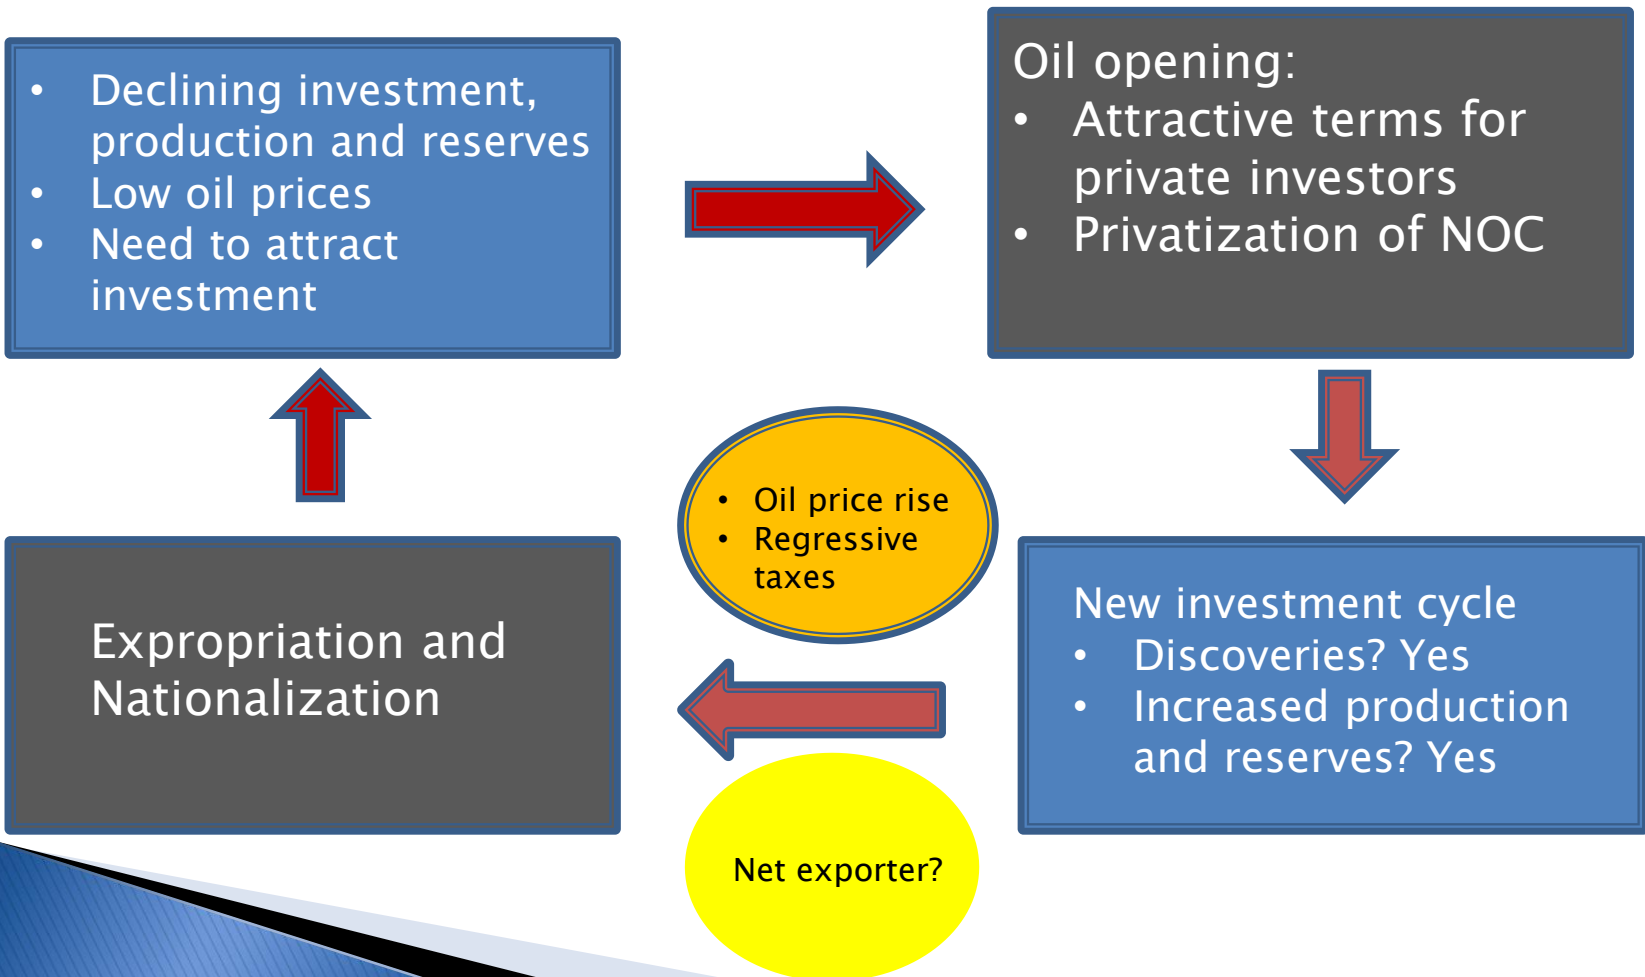 • Declining investment,
production and reserves
• Low oil prices
• Need to attract
investment
Oil opening:
• Attractive terms for
private investors
• Privatization of NOC
• Oil price rise
• Regressive
taxes
Expropriation and
Nationalization
New investment cycle
• Discoveries? Yes
• Increased production
and reserves? Yes
Net exporter?